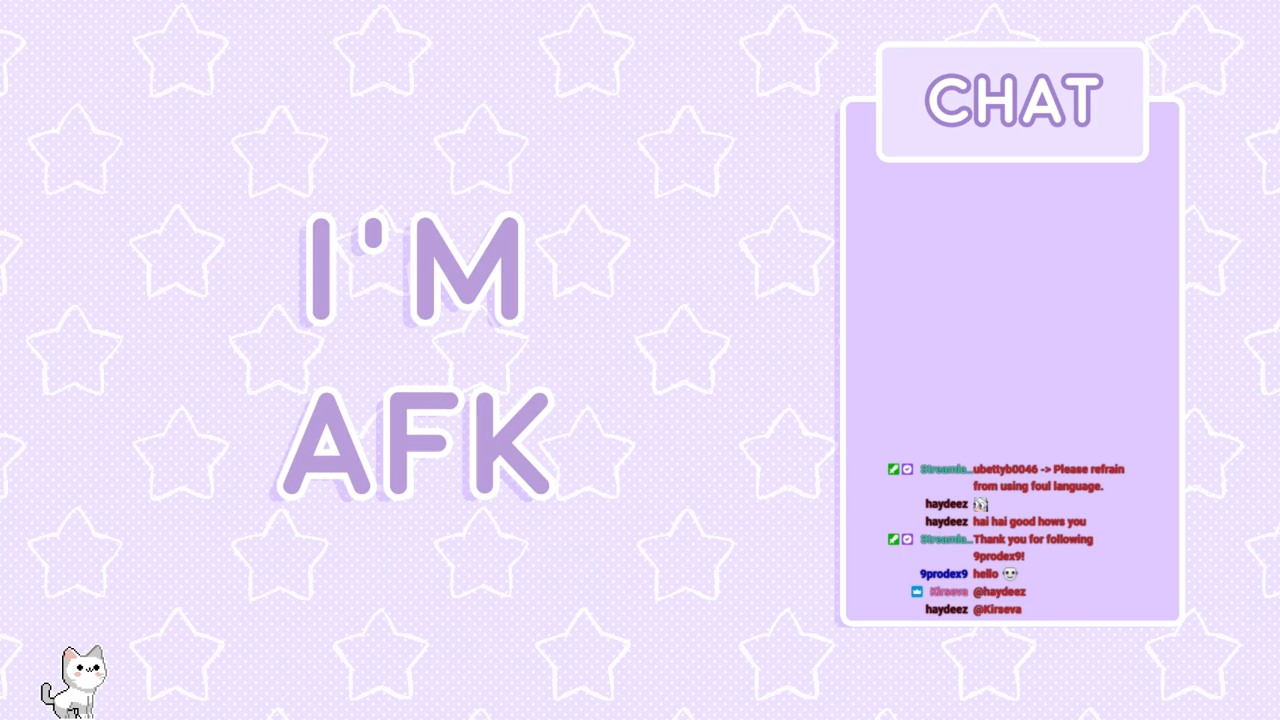 CHAT
I'M
AFK
Streamla...ubettyb0046 -> Please refrain
from using foul language.
haydeez
haydeez hai hai good hows you
Streamla...Thank you for following
9prodex9!
9prodex9 hello
Kirseva @haydeez
haydeez @Kirseva